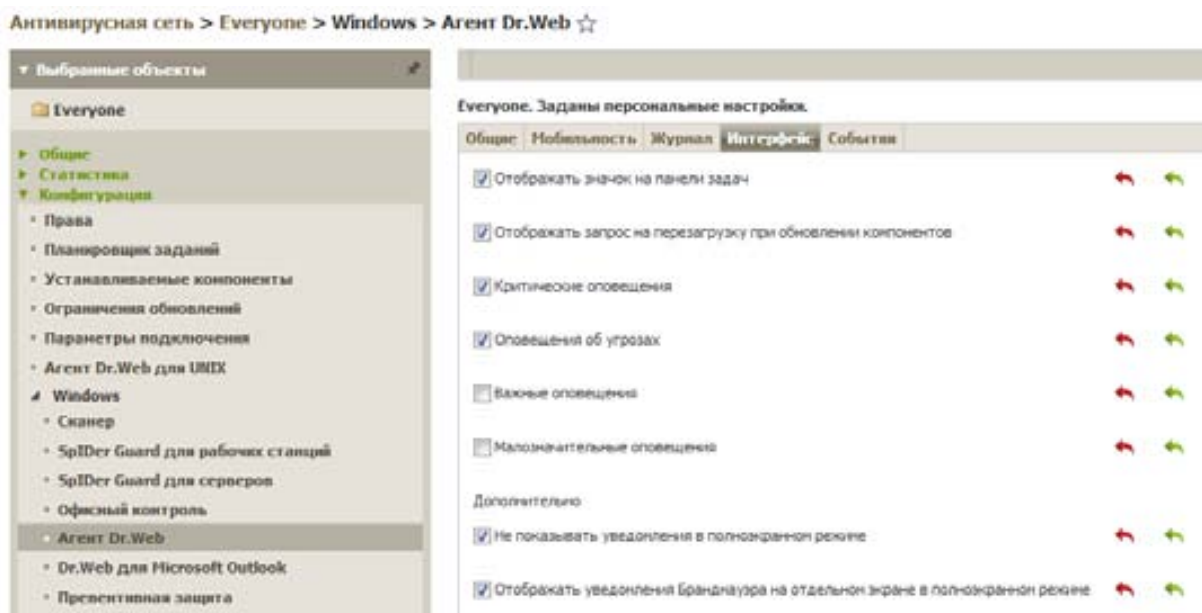 Антивирусная сеть > Everyone > Windows > Агент Dr.Web ☆
▼ Выбранные объекты
Everyone
▶ Общие
▶ Статистика
▼ Конфигурация
Права
Планировщик заданий
Устанавливаемые компоненты
Ограничения обновлений
Параметры подключения
Агент Dr.Web для UNIX
Windows
Сканер
SpIDer Guard для рабочих станций
SpIDer Guard для серверов
Офисный контроль
Агент Dr.Web
Dr.Web для Microsoft Outlook
Превентивная защита
Everyone. Заданы персональные настройки.
Общие Мобильность Журнал Интерфейс События
Отображать значок на панели задач
Отображать запрос на перезагрузку при обновлении компонентов
Критические оповещения
Оповещения об угрозах
Важные оповещения
Малозначительные оповещения
Дополнительно
Не показывать уведомления в полноэкранном режиме
Отображать уведомления Брандмауэра на отдельном экране в полноэкранном режиме